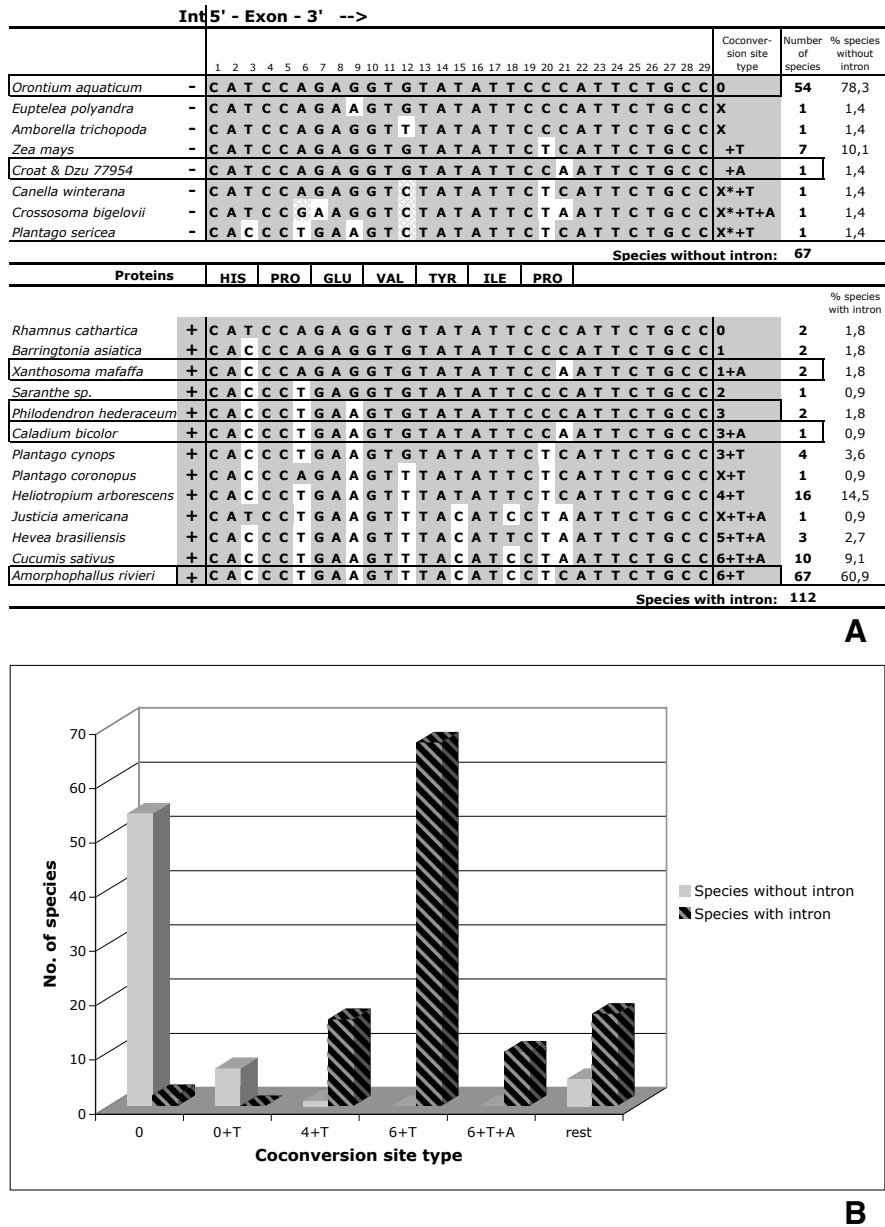 Int 5' - Exon - 3' -->
1 2 3 4 5 6 7 8 9 10 11 12 13 14 15 16 17 18 19 20 21 22 23 24 25 26 27 28 29 Coconver-sion site type Number of species % species without intron
Orontium aquaticum - C A T C C A G A G G T G T A T A T T C C C A T T C T G C C 0 54 78,3
Euptelea polyandra - C A T C C A G A A G T G T A T A T T C C C A T T C T G C C X 1 1,4
Amborella trichopoda - C A T C C A G A G G T T T A T A T T C C C A T T C T G C C X 1 1,4
Zea mays - C A T C C A G A G G T G T A T A T T C T C A T T C T G C C +T 7 10,1
Croat & Dzu 77954 - C A T C C A G A G G T G T A T A T T C C A A T T C T G C C +A 1 1,4
Canella winterana - C A T C C A G A G G T C T A T A T T C T C A T T C T G C C X*+T 1 1,4
Crossosoma bigelovii - C A T C C G A A G G T C T A T A T T C T A A T T C T G C C X*+T+A 1 1,4
Plantago sericea - C A C C C T G A A G T C T A T A T T C T C A T T C T G C C X*+T 1 1,4
Species without intron: 67
Proteins HIS PRO GLU VAL TYR ILE PRO
% species with intron
Rhamnus cathartica + C A T C C A G A G G T G T A T A T T C C C A T T C T G C C 0 2 1,8
Barringtonia asiatica + C A C C C A G A G G T G T A T A T T C C C A T T C T G C C 1 2 1,8
Xanthosoma mafaffa + C A C C C A G A G G T G T A T A T T C C A A T T C T G C C 1+A 2 1,8
Saranthe sp. + C A C C C T G A G G T G T A T A T T C C C A T T C T G C C 2 1 0,9
Philodendron hederaceum + C A C C C T G A A G T G T A T A T T C C C A T T C T G C C 3 2 1,8
Caladium bicolor + C A C C C T G A A G T G T A T A T T C C A A T T C T G C C 3+A 1 0,9
Plantago cynops + C A C C C T G A A G T G T A T A T T C T C A T T C T G C C 3+T 4 3,6
Plantago coronopus + C A C C C A G A A G T T T A T A T T C T C A T T C T G C C X+T 1 0,9
Heliotropium arborescens + C A C C C T G A A G T T T A T A T T C T C A T T C T G C C 4+T 16 14,5
Justicia americana + C A T C C T G A A G T T T A C A T C C T A A T T C T G C C X+T+A 1 0,9
Hevea brasiliensis + C A C C C T G A A G T T T A C A T T C T A A T T C T G C C 5+T+A 3 2,7
Cucumis sativus + C A C C C T G A A G T T T A C A T C C T A A T T C T G C C 6+T+A 10 9,1
Amorphophallus rivieri + C A C C C T G A A G T T T A C A T C C T C A T T C T G C C 6+T 67 60,9
Species with intron: 112
A
No. of species
70
60
50
40
30
20
10
0
0 0+T 4+T 6+T 6+T+A rest
Coconversion site type
Species without intron
Species with intron
B